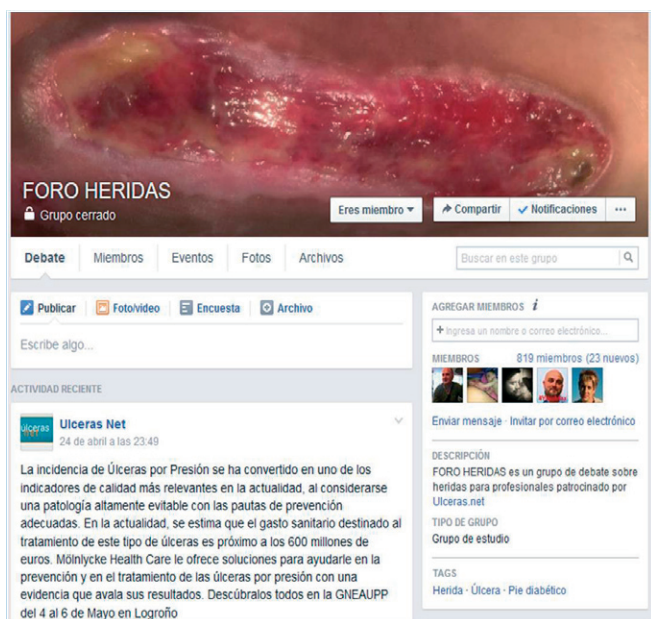 FORO HERIDAS
Grupo cerrado
Eres miembro
Compartir
Notificaciones
...
Debate
Miembros
Eventos
Fotos
Archivos
Buscar en este grupo
Publicar
Foto/vídeo
Encuesta
Archivo
Escribe algo...
ACTIVIDAD RECIENTE
úlceras
net
Ulceras Net
24 de abril a las 23:49
La incidencia de Úlceras por Presión se ha convertido en uno de los
indicadores de calidad más relevantes en la actualidad, al considerarse
una patología altamente evitable con las pautas de prevención
adecuadas. En la actualidad, se estima que el gasto sanitario destinado al
tratamiento de este tipo de úlceras es próximo a los 600 millones de
euros. Mölnlycke Health Care le ofrece soluciones para ayudarle en la
prevención y en el tratamiento de las úlceras por presión con una
evidencia que avala sus resultados. Descúbralos todos en la GNEAUPP
del 4 al 6 de Mayo en Logroño
AGREGAR MIEMBROS i
+ Ingresa un nombre o correo electrónico...
MIEMBROS
819 miembros (23 nuevos)
Enviar mensaje · Invitar por correo electrónico
DESCRIPCIÓN
FORO HERIDAS es un grupo de debate sobre
heridas para profesionales patrocinado por
Ulceras.net
TIPO DE GRUPO
Grupo de estudio
TAGS
Herida · Úlcera · Pie diabético